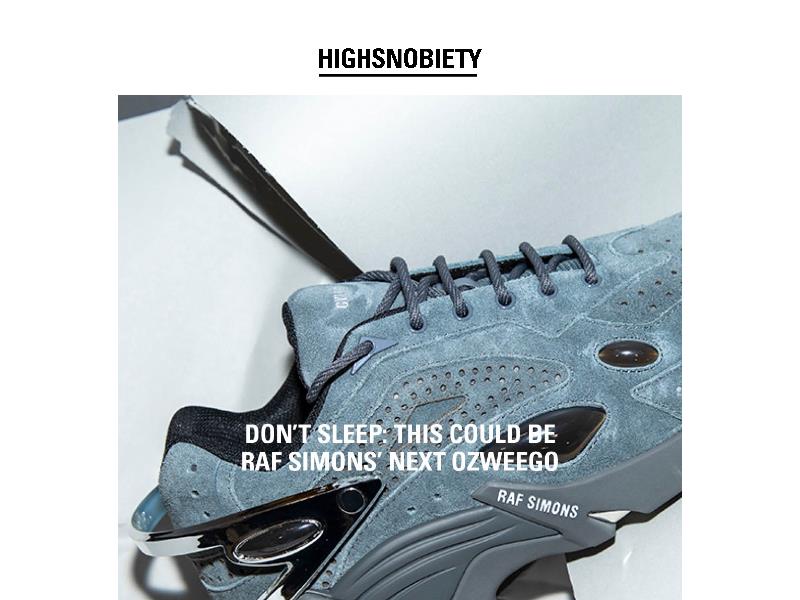 HIGHSNOBIETY
DON'T SLEEP: THIS COULD BE
RAF SIMONS' NEXT OZWEEGO
RAF SIMONS